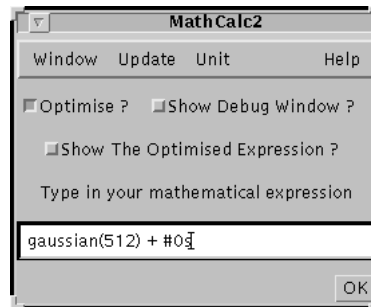 MathCalc2
Window Update Unit Help
Optimise ? Show Debug Window ?
Show The Optimised Expression ?
Type in your mathematical expression
gaussian(512) + #0s
OK